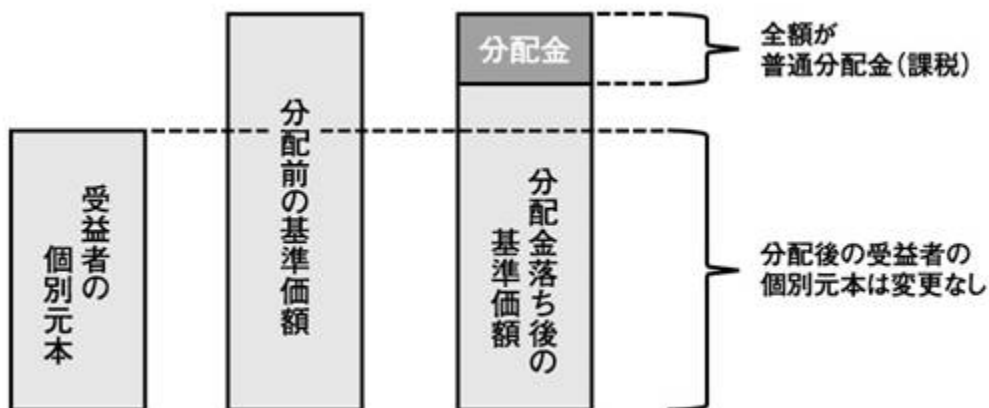 受益者の
個別元本
分配前の基準価額
分配金
分配金落ち後の
基準価額
全額が
普通分配金(課税)
分配後の受益者の
個別元本は変更なし